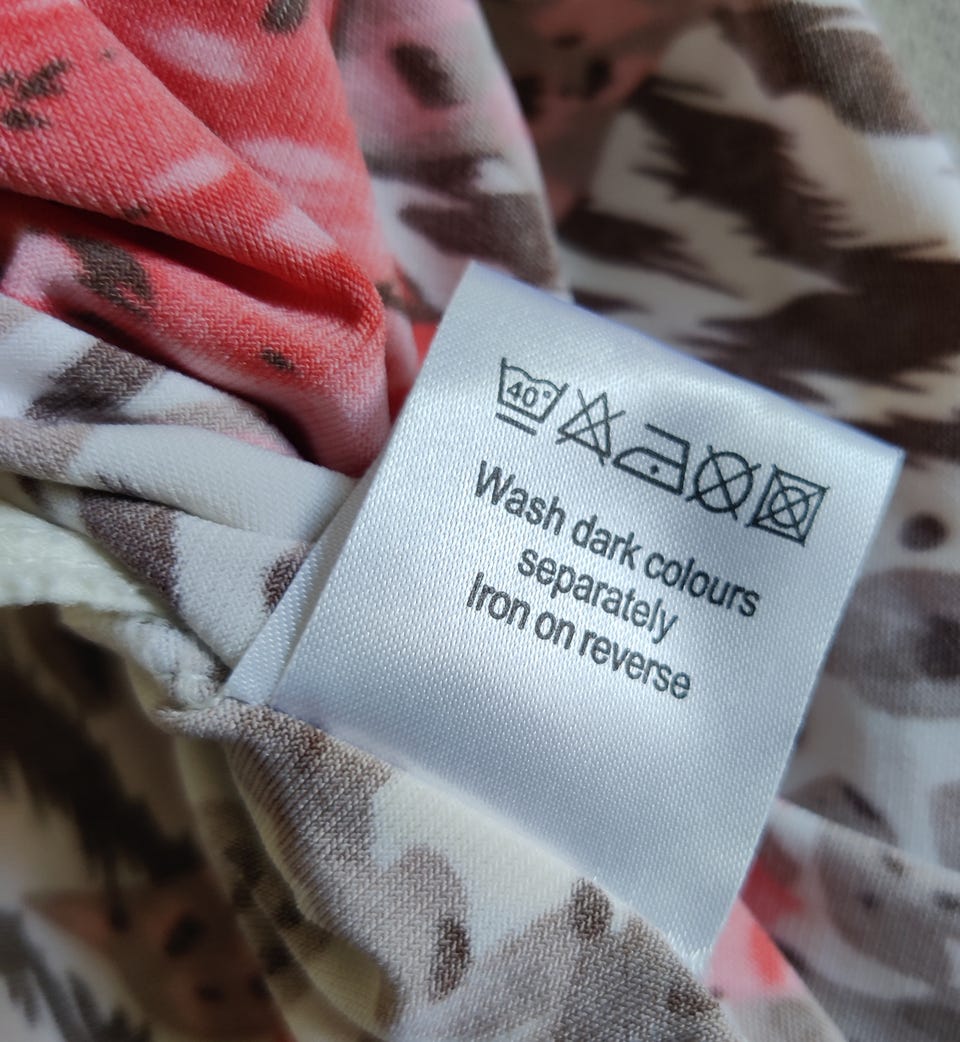 40°
Wash dark colours
separately
Iron on reverse